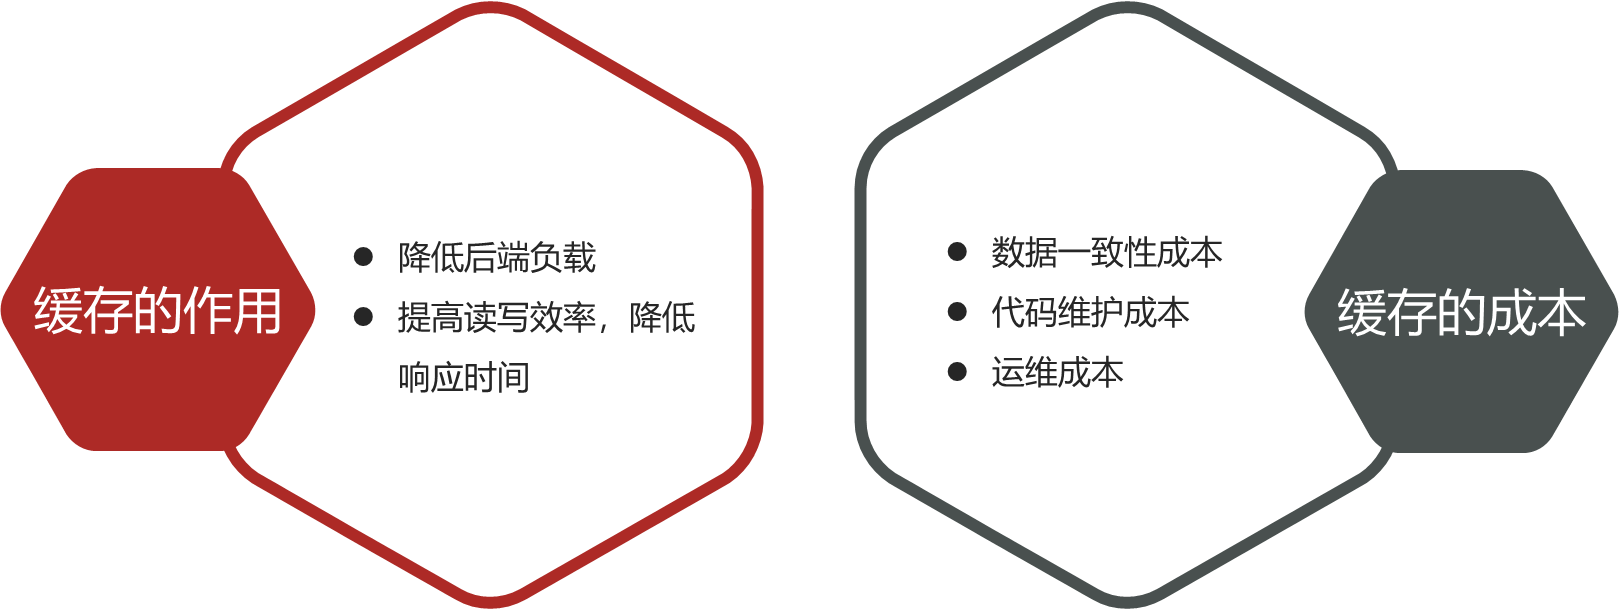 缓存的作用
● 降低后端负载
● 提高读写效率，降低
响应时间
● 数据一致性成本
● 代码维护成本
● 运维成本
缓存的成本